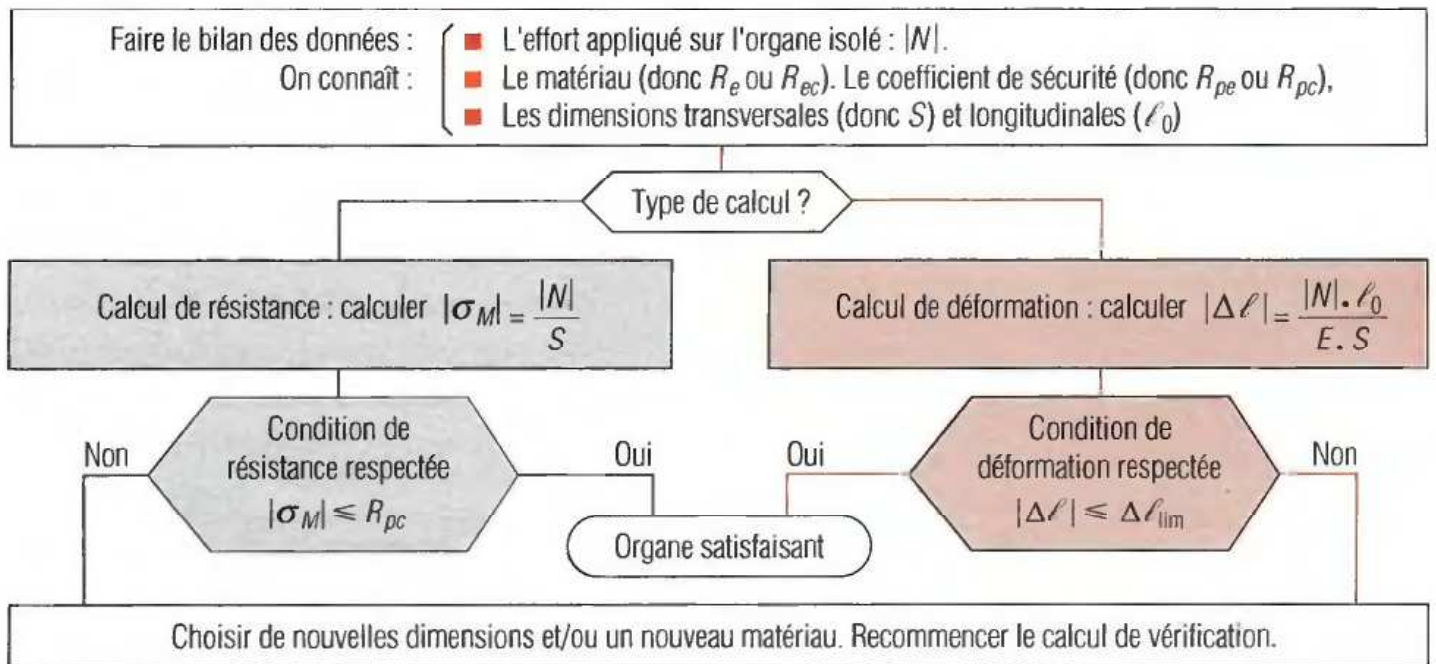 Faire le bilan des données : ■ L'effort appliqué sur l'organe isolé : |N|.
On connaît : ■ Le matériau (donc Re ou Rec). Le coefficient de sécurité (donc Rpe ou Rpc),
■ Les dimensions transversales (donc S) et longitudinales (ℓ0)
Type de calcul ?
Calcul de résistance : calculer |σM| = |N| / S
Calcul de déformation : calculer |Δℓ| = |N|.ℓ0 / E.S
Non
Condition de
résistance respectée
|σM| ≤ Rpc
Oui
Oui
Condition de
déformation respectée
|Δℓ| ≤ Δℓlim
Non
Organe satisfaisant
Choisir de nouvelles dimensions et/ou un nouveau matériau. Recommencer le calcul de vérification.